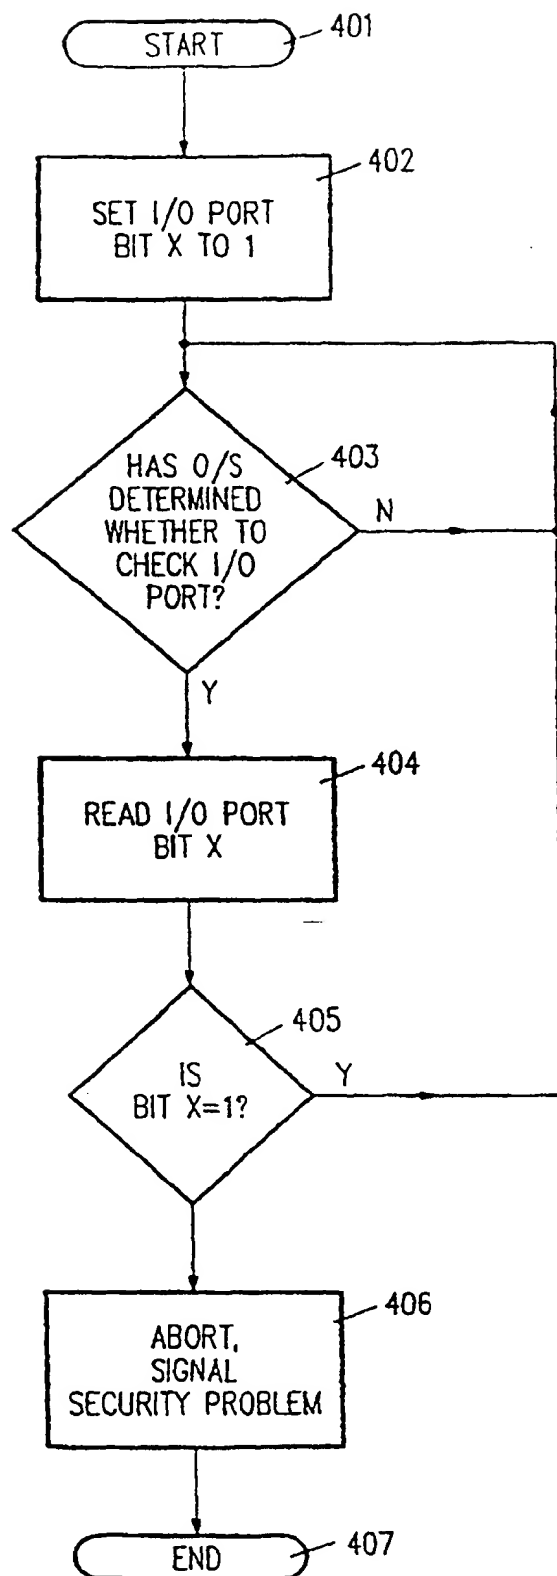 START
401
402
SET I/O PORT
BIT X TO 1
403
HAS O/S
DETERMINED
WHETHER TO
CHECK I/O
PORT?
N
Y
404
READ I/O PORT
BIT X
405
IS
BIT X=1?
Y
406
ABORT,
SIGNAL
SECURITY PROBLEM
END
407